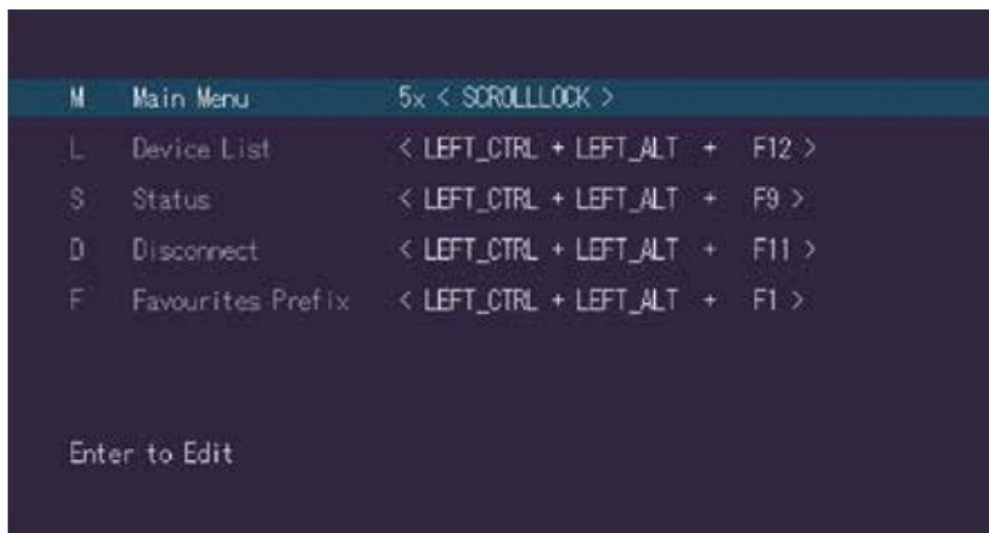 M Main Menu 5x < SCROLLLOCK >
L Device List < LEFT_CTRL + LEFT_ALT + F12 >
S Status < LEFT_CTRL + LEFT_ALT + F9 >
D Disconnect < LEFT_CTRL + LEFT_ALT + F11 >
F Favourites Prefix < LEFT_CTRL + LEFT_ALT + F1 >
Enter to Edit